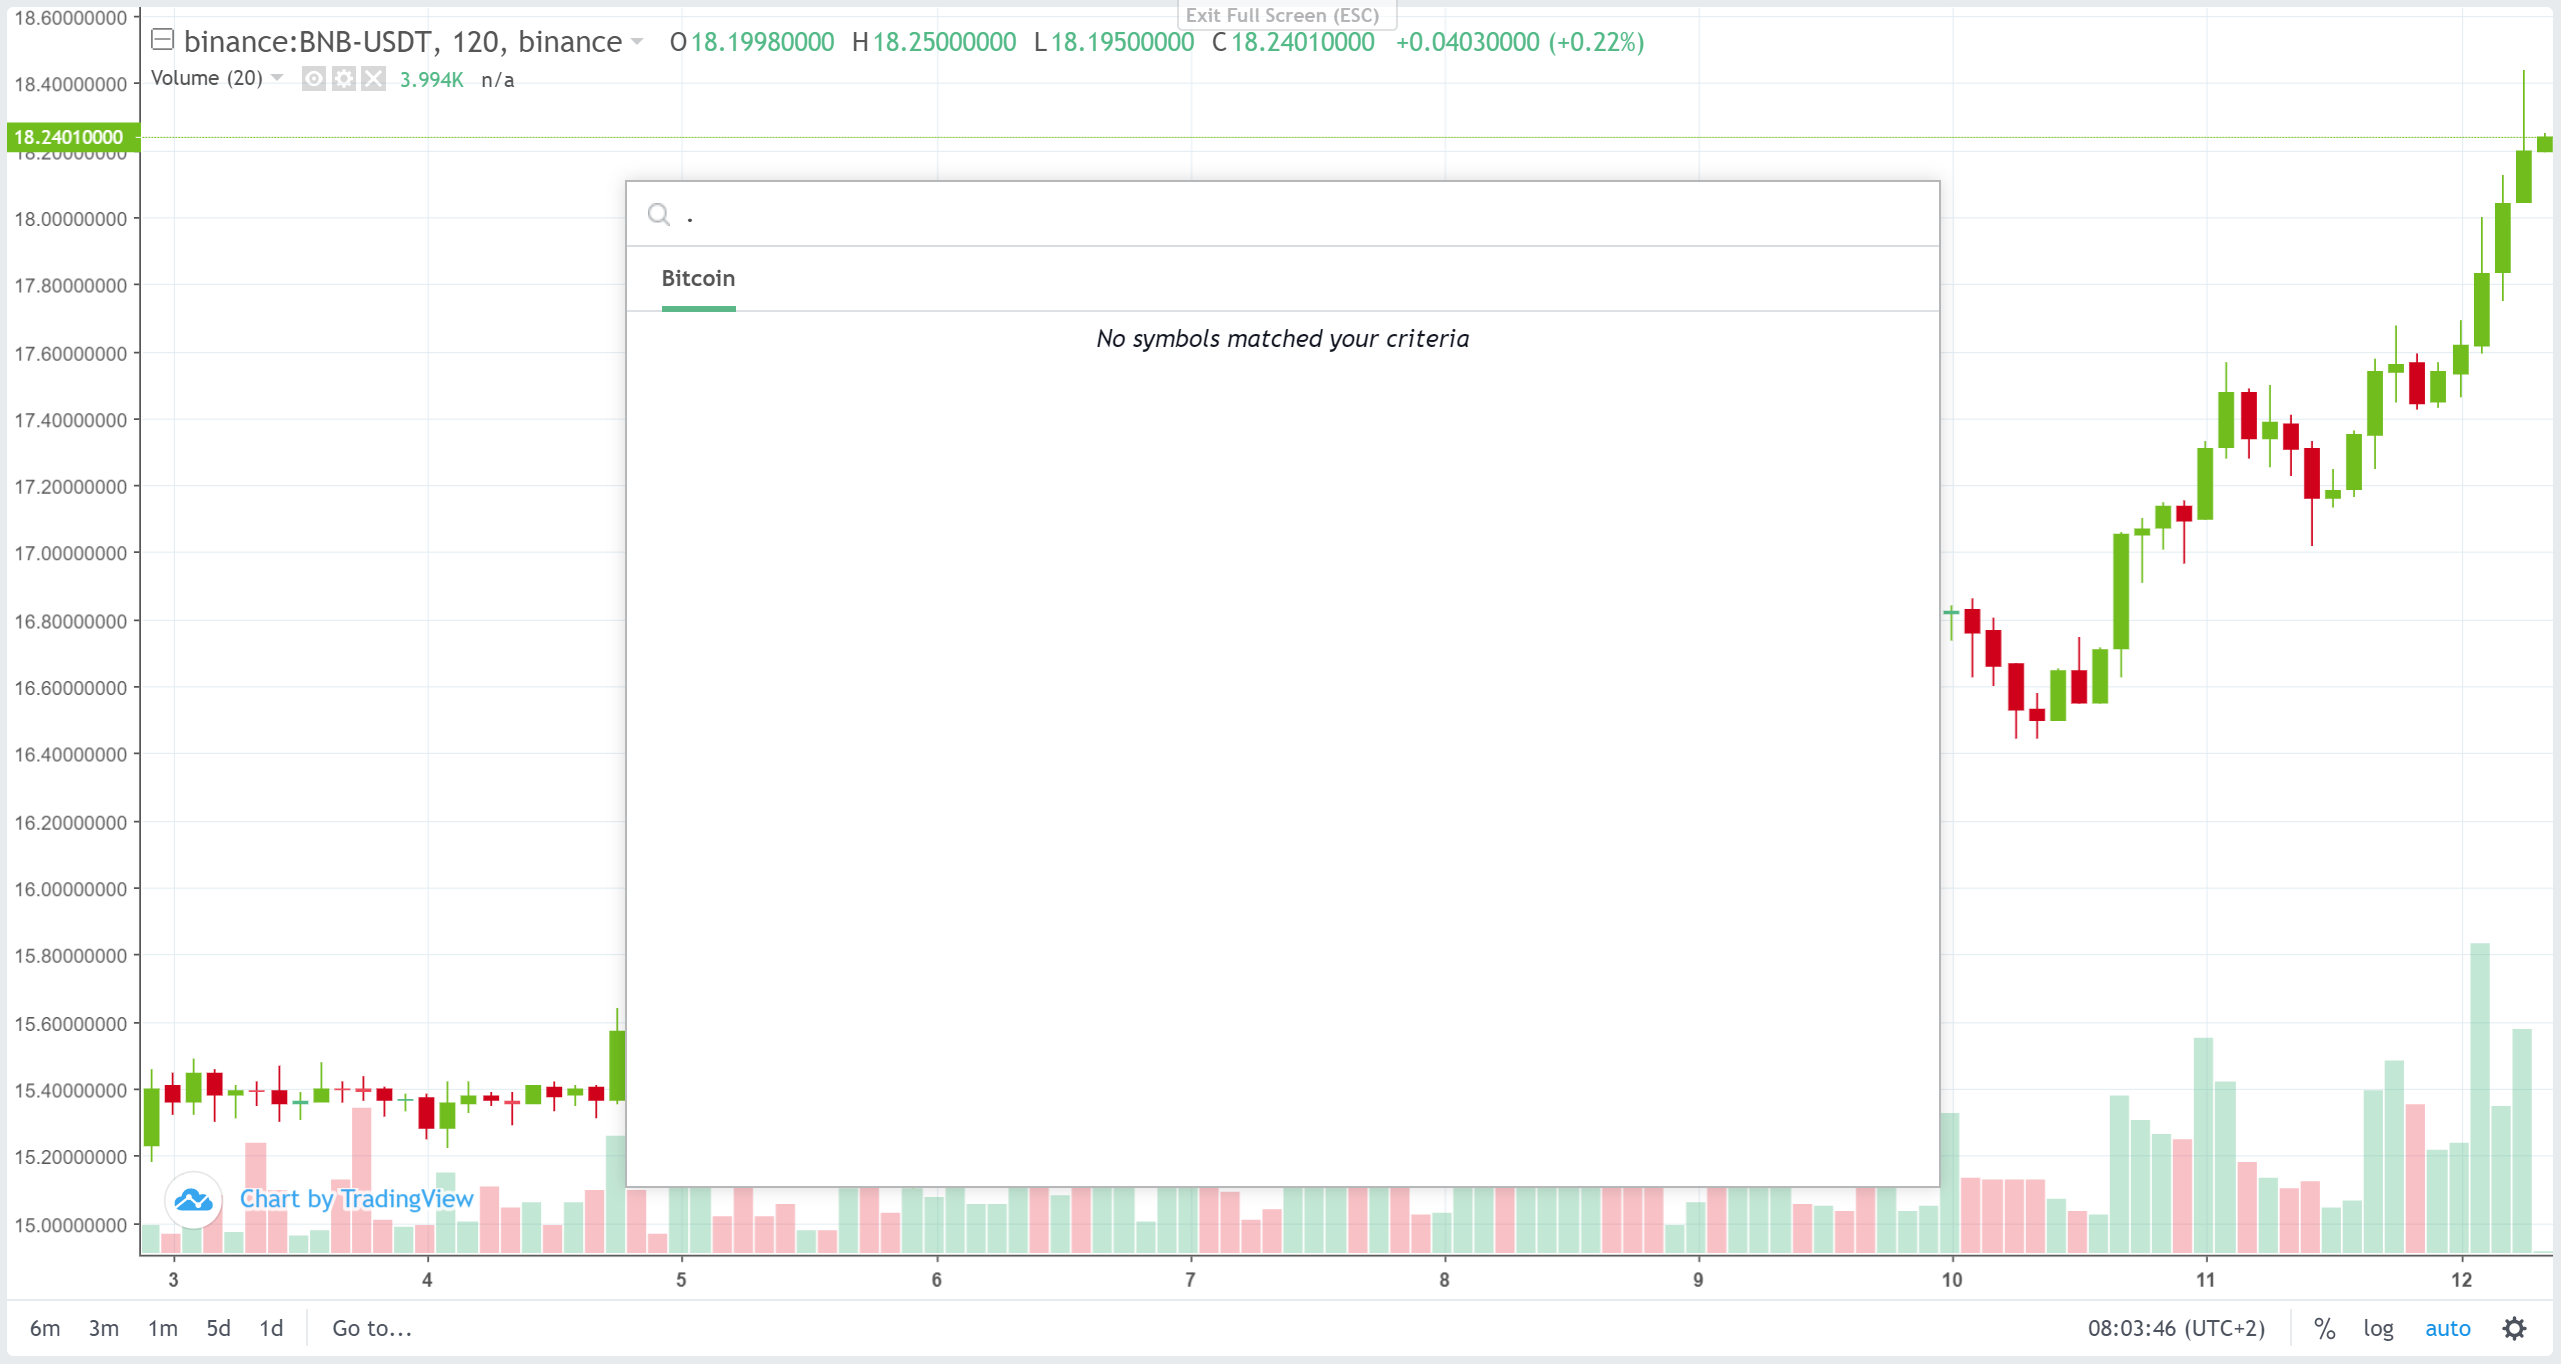 Exit Full Screen (ESC)
binance:BNB-USDT, 120, binance O18.19980000 H18.25000000 L18.19500000 C18.24010000 +0.04030000 (+0.22%)
Volume (20) 3.994K n/a
18.60000000
18.40000000
18.24010000
18.20000000
18.00000000
17.80000000
17.60000000
17.40000000
17.20000000
17.00000000
16.80000000
16.60000000
16.40000000
16.20000000
16.00000000
15.80000000
15.60000000
15.40000000
15.20000000
15.00000000
.
Bitcoin
No symbols matched your criteria
Chart by TradingView
3 4 5 6 7 8 9 10 11 12
6m 3m 1m 5d 1d Go to... 08:03:46 (UTC+2) % log auto